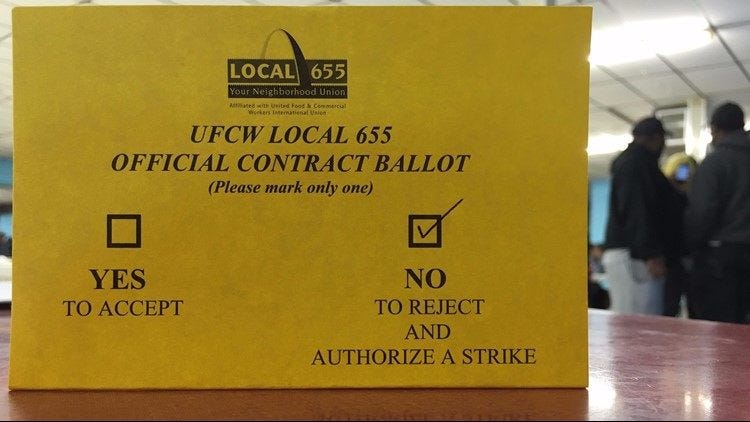 LOCAL 655
Your Neighborhood Union
Affiliated with United Food & Commercial
Workers International Union
UFCW LOCAL 655
OFFICIAL CONTRACT BALLOT
(Please mark only one)
YES
TO ACCEPT
NO
TO REJECT
AND
AUTHORIZE A STRIKE